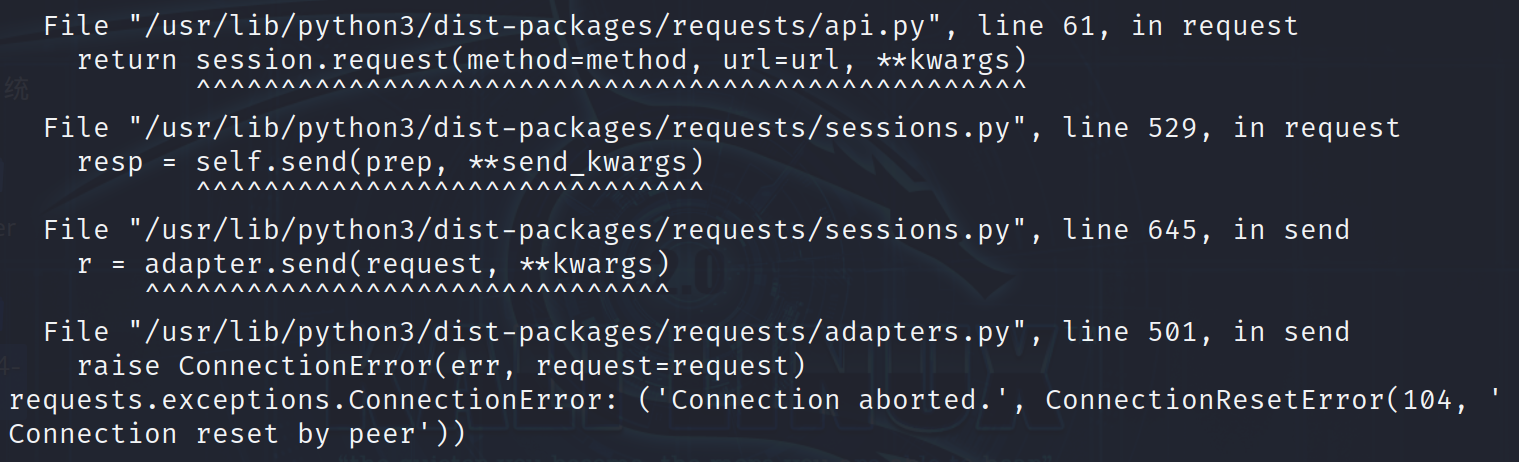 File "/usr/lib/python3/dist-packages/requests/api.py", line 61, in request
return session.request(method=method, url=url, **kwargs)
^^^^^^^^^^^^^^^^^^^^^^^^^^^^^^^^^^^^^^^^^^^^^^^^^
File "/usr/lib/python3/dist-packages/requests/sessions.py", line 529, in request
resp = self.send(prep, **send_kwargs)
^^^^^^^^^^^^^^^^^^^^^^^^^^^^^^
File "/usr/lib/python3/dist-packages/requests/sessions.py", line 645, in send
r = adapter.send(request, **kwargs)
^^^^^^^^^^^^^^^^^^^^^^^^^^^^^^^
File "/usr/lib/python3/dist-packages/requests/adapters.py", line 501, in send
raise ConnectionError(err, request=request)
requests.exceptions.ConnectionError: ('Connection aborted.', ConnectionResetError(104, '
Connection reset by peer'))
统
KALI LINUX